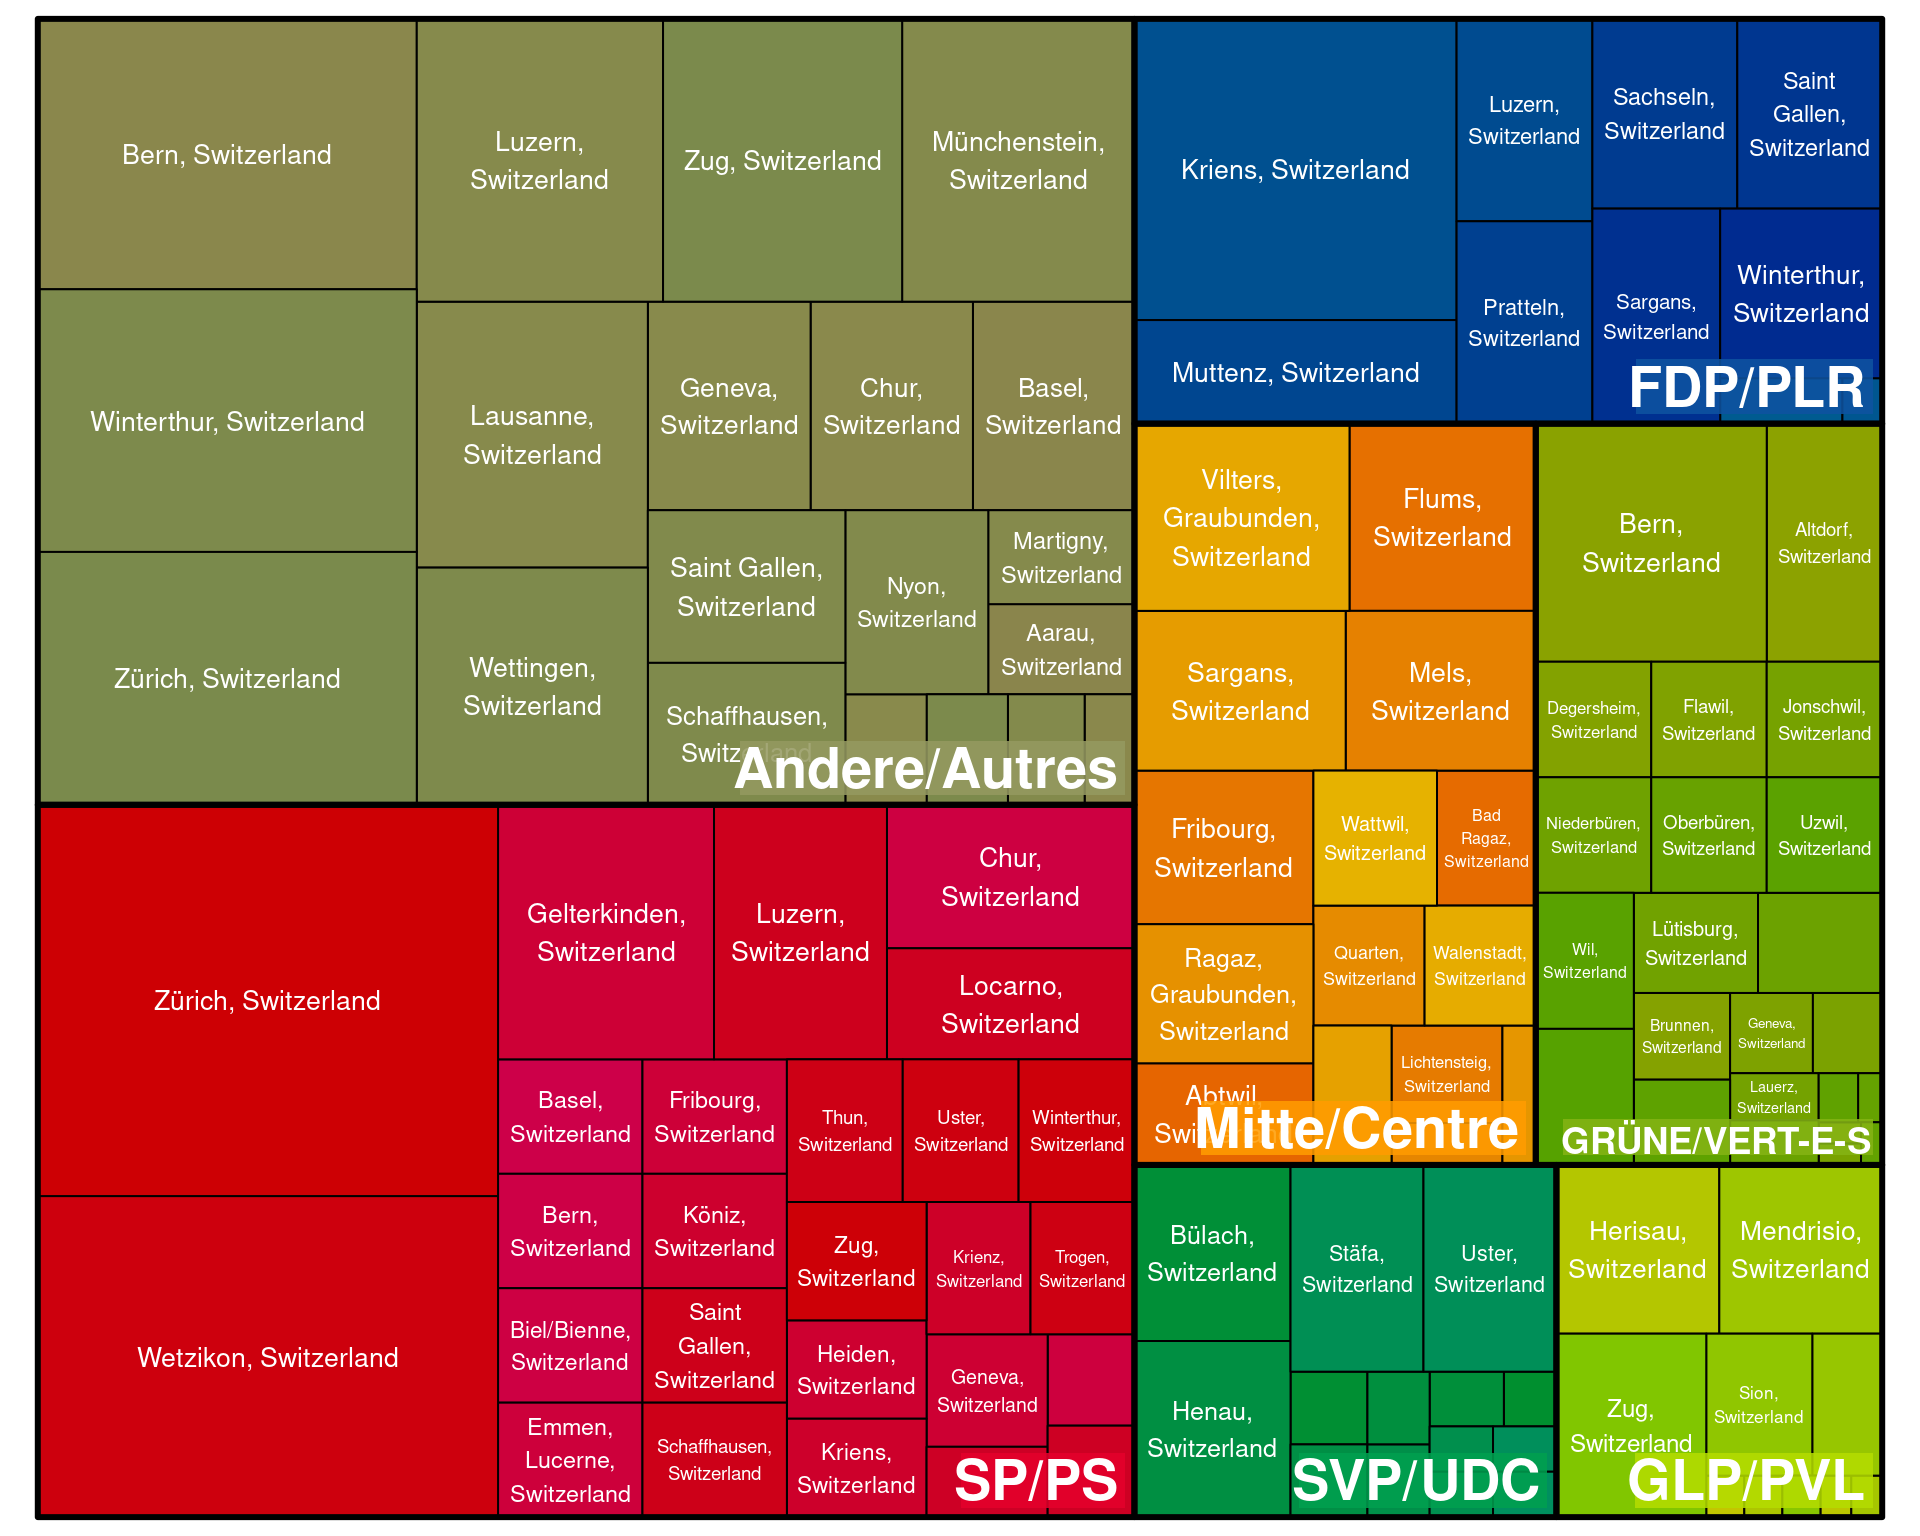 Bern, Switzerland
Luzern,
Switzerland
Zug, Switzerland
Münchenstein,
Switzerland
Winterthur, Switzerland
Lausanne,
Switzerland
Geneva,
Switzerland
Chur,
Switzerland
Basel,
Switzerland
Zürich, Switzerland
Wettingen,
Switzerland
Saint Gallen,
Switzerland
Nyon,
Switzerland
Martigny,
Switzerland
Aarau,
Switzerland
Schaffhausen,
Switzerland
Andere/Autres
Kriens, Switzerland
Luzern,
Switzerland
Sachseln,
Switzerland
Saint
Gallen,
Switzerland
Muttenz, Switzerland
Pratteln,
Switzerland
Sargans,
Switzerland
Winterthur,
Switzerland
FDP/PLR
Vilters,
Graubunden,
Switzerland
Flums,
Switzerland
Sargans,
Switzerland
Mels,
Switzerland
Fribourg,
Switzerland
Wattwil,
Switzerland
Bad
Ragaz,
Switzerland
Ragaz,
Graubunden,
Switzerland
Quarten,
Switzerland
Walenstadt,
Switzerland
Lichtensteig,
Switzerland
Abtwil,
Mitte/Centre
Bern,
Switzerland
Altdorf,
Switzerland
Degersheim,
Switzerland
Flawil,
Switzerland
Jonschwil,
Switzerland
Niederbüren,
Switzerland
Oberbüren,
Switzerland
Uzwil,
Switzerland
Wil,
Switzerland
Lütisburg,
Switzerland
Brunnen,
Switzerland
Geneva,
Switzerland
Lauerz,
Switzerland
GRÜNE/VERT-E-S
Zürich, Switzerland
Wetzikon, Switzerland
Gelterkinden,
Switzerland
Luzern,
Switzerland
Chur,
Switzerland
Locarno,
Switzerland
Basel,
Switzerland
Fribourg,
Switzerland
Thun,
Switzerland
Uster,
Switzerland
Winterthur,
Switzerland
Bern,
Switzerland
Köniz,
Switzerland
Zug,
Switzerland
Krienz,
Switzerland
Trogen,
Switzerland
Biel/Bienne,
Switzerland
Saint
Gallen,
Switzerland
Heiden,
Switzerland
Geneva,
Switzerland
Emmen,
Lucerne,
Switzerland
Schaffhausen,
Switzerland
Kriens,
Switzerland
SP/PS
Bülach,
Switzerland
Stäfa,
Switzerland
Uster,
Switzerland
Henau,
Switzerland
SVP/UDC
Herisau,
Switzerland
Mendrisio,
Switzerland
Zug,
Switzerland
Sion,
Switzerland
GLP/PVL